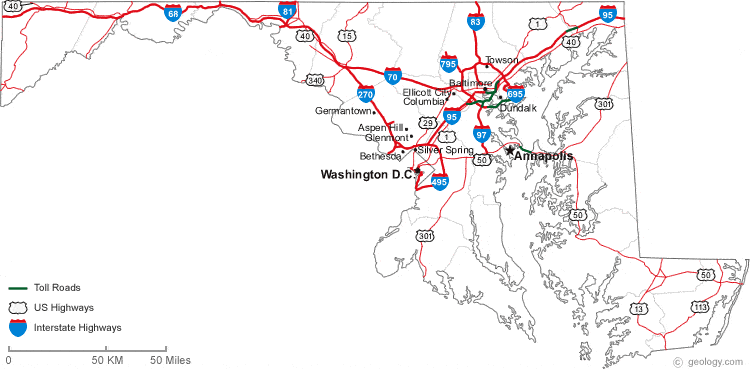 40
68
81
83
1
95
40
15
40
795
Towson
340
70
Baltimore
270
Ellicott City
695
Columbia
301
Dundalk
Germantown
95
29
Aspen Hill
97
Glenmont
1
Silver Spring
Bethesda
50
Annapolis
Washington D.C.
495
50
301
50
Toll Roads
US Highways
13
113
Interstate Highways
0 50 KM 50 Miles
© geology.com